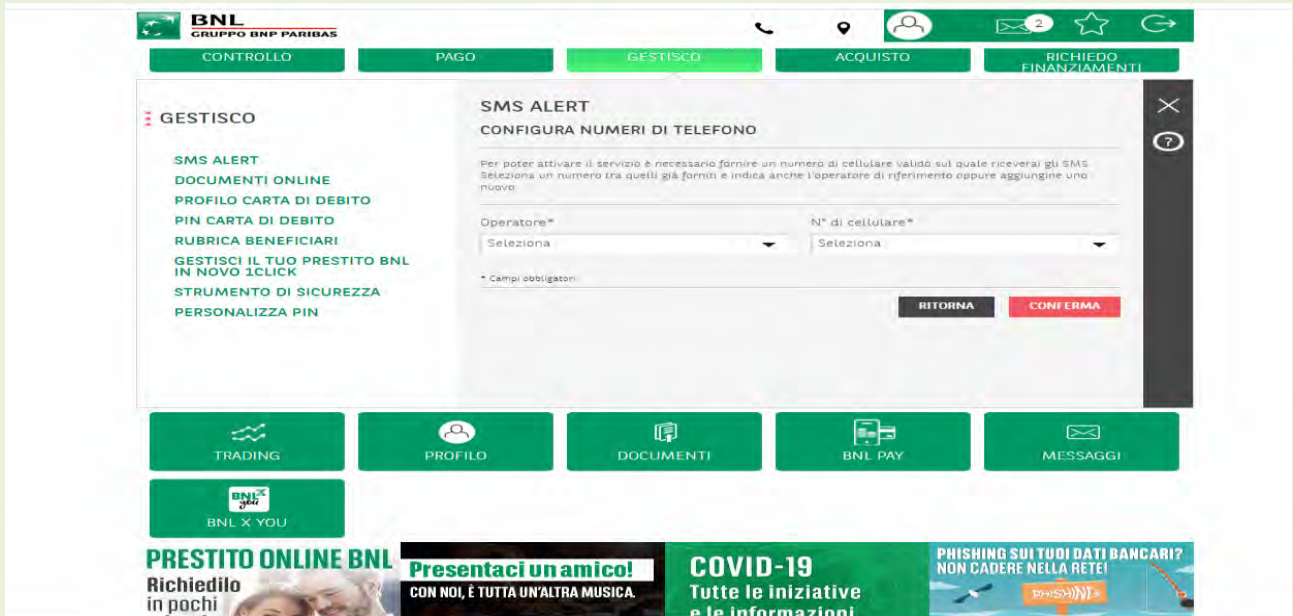 BNL
GRUPPO BNP PARIBAS
2
CONTROLLO
PAGO
GESTISCO
ACQUISTO
RICHIEDO
FINANZIAMENTI
GESTISCO
SMS ALERT
DOCUMENTI ONLINE
PROFILO CARTA DI DEBITO
PIN CARTA DI DEBITO
RUBRICA BENEFICIARI
GESTISCI IL TUO PRESTITO BNL
IN NOVO 1CLICK
STRUMENTO DI SICUREZZA
PERSONALIZZA PIN
SMS ALERT
CONFIGURA NUMERI DI TELEFONO
Per poter attivare il servizio è necessario fornire un numero di cellulare valido sul quale riceverai gli SMS.
Seleziona un numero tra quelli già forniti e indica anche l'operatore di riferimento oppure aggiungine uno
nuovo.
Operatore*
N° di cellulare*
Seleziona
Seleziona
* Campi obbligatori
RITORNA
CONFERMA
?
TRADING
PROFILO
DOCUMENTI
BNL PAY
MESSAGGI
BNL X
you
BNL X YOU
PRESTITO ONLINE BNL
Richiedilo
in pochi
Presentaci un amico!
CON NOI, È TUTTA UN'ALTRA MUSICA.
COVID-19
Tutte le iniziative
e le informazioni
PHISHING SUI TUOI DATI BANCARI?
NON CADERE NELLA RETE!
PHISHING